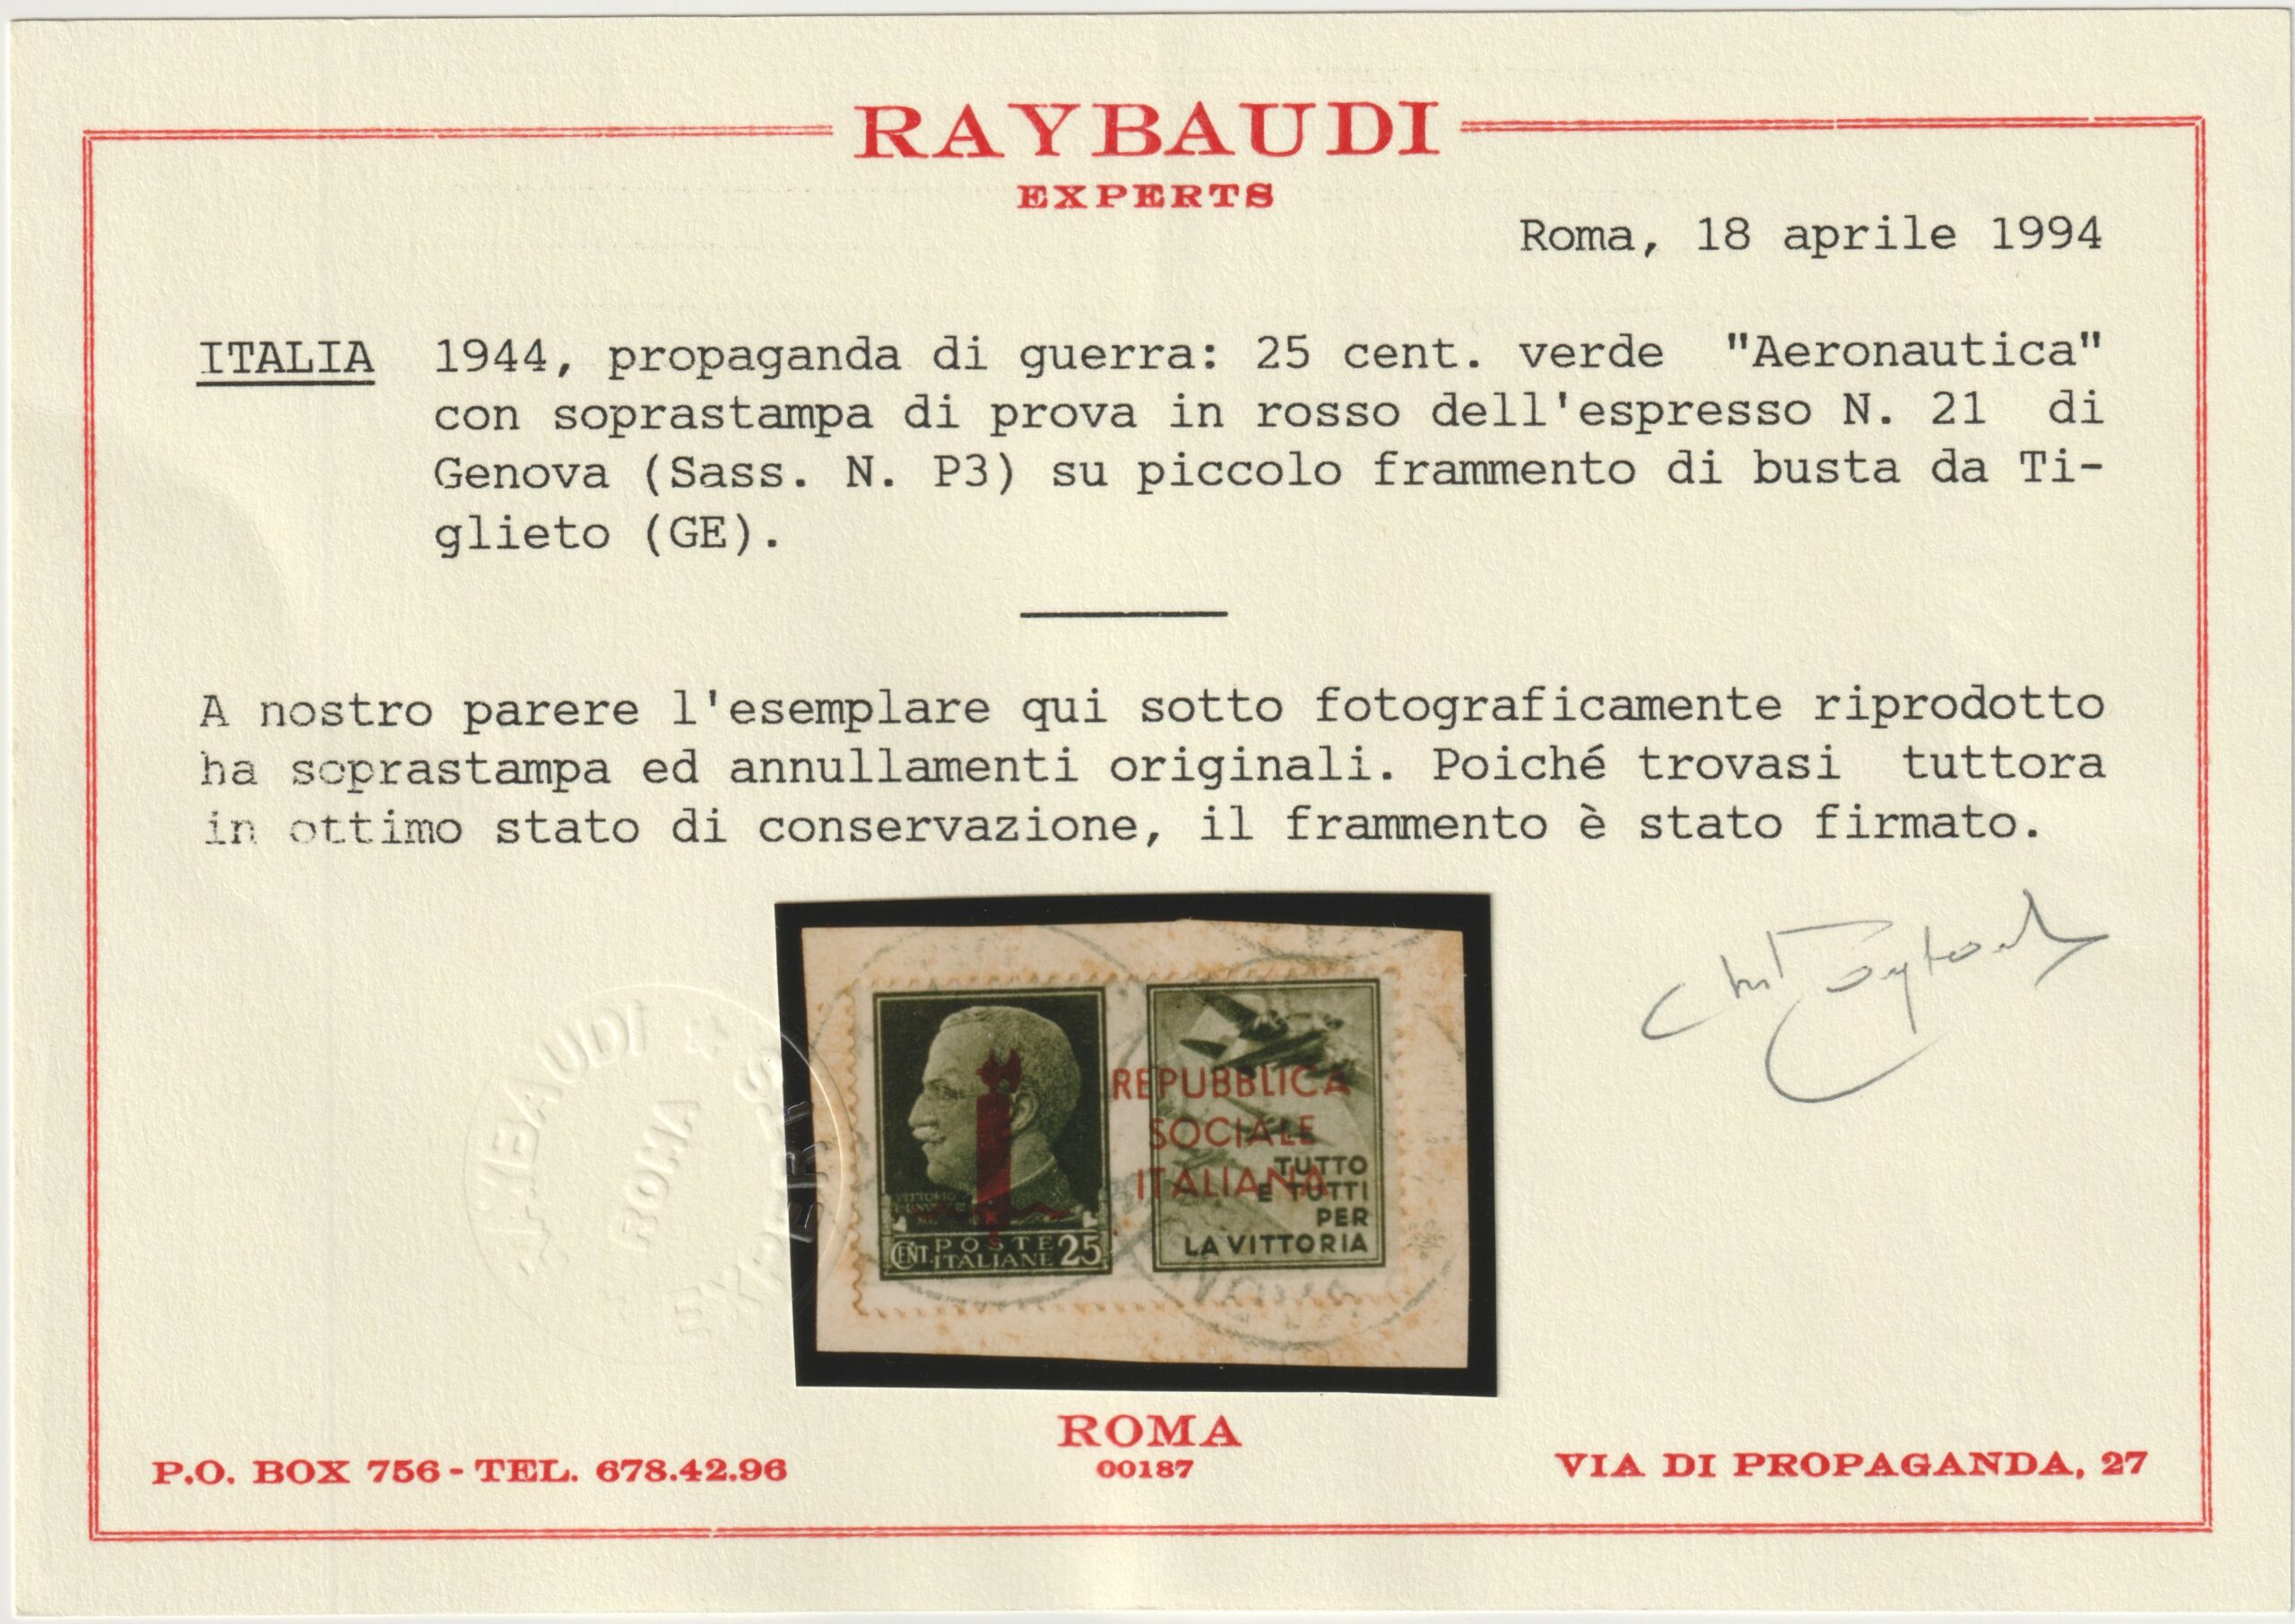 RAYBAUDI
EXPERTS
Roma, 18 aprile 1994
ITALIA 1944, propaganda di guerra: 25 cent. verde "Aeronautica"
con soprastampa di prova in rosso dell'espresso N. 21 di
Genova (Sass. N. P3) su piccolo frammento di busta da Ti-
glieto (GE).
A nostro parere l'esemplare qui sotto fotograficamente riprodotto
ha soprastampa ed annullamenti originali. Poiché trovasi tuttora
in ottimo stato di conservazione, il frammento è stato firmato.
RAYBAUDI
ROMA
EXPERTS
VITTORIO
CENT. POSTE ITALIANE 25
REPUBBLICA
SOCIALE
ITALIANA
TUTTO
E TUTTI
PER
LA VITTORIA
ROMA
00187
P.O. BOX 756 - TEL. 678.42.96
VIA DI PROPAGANDA, 27